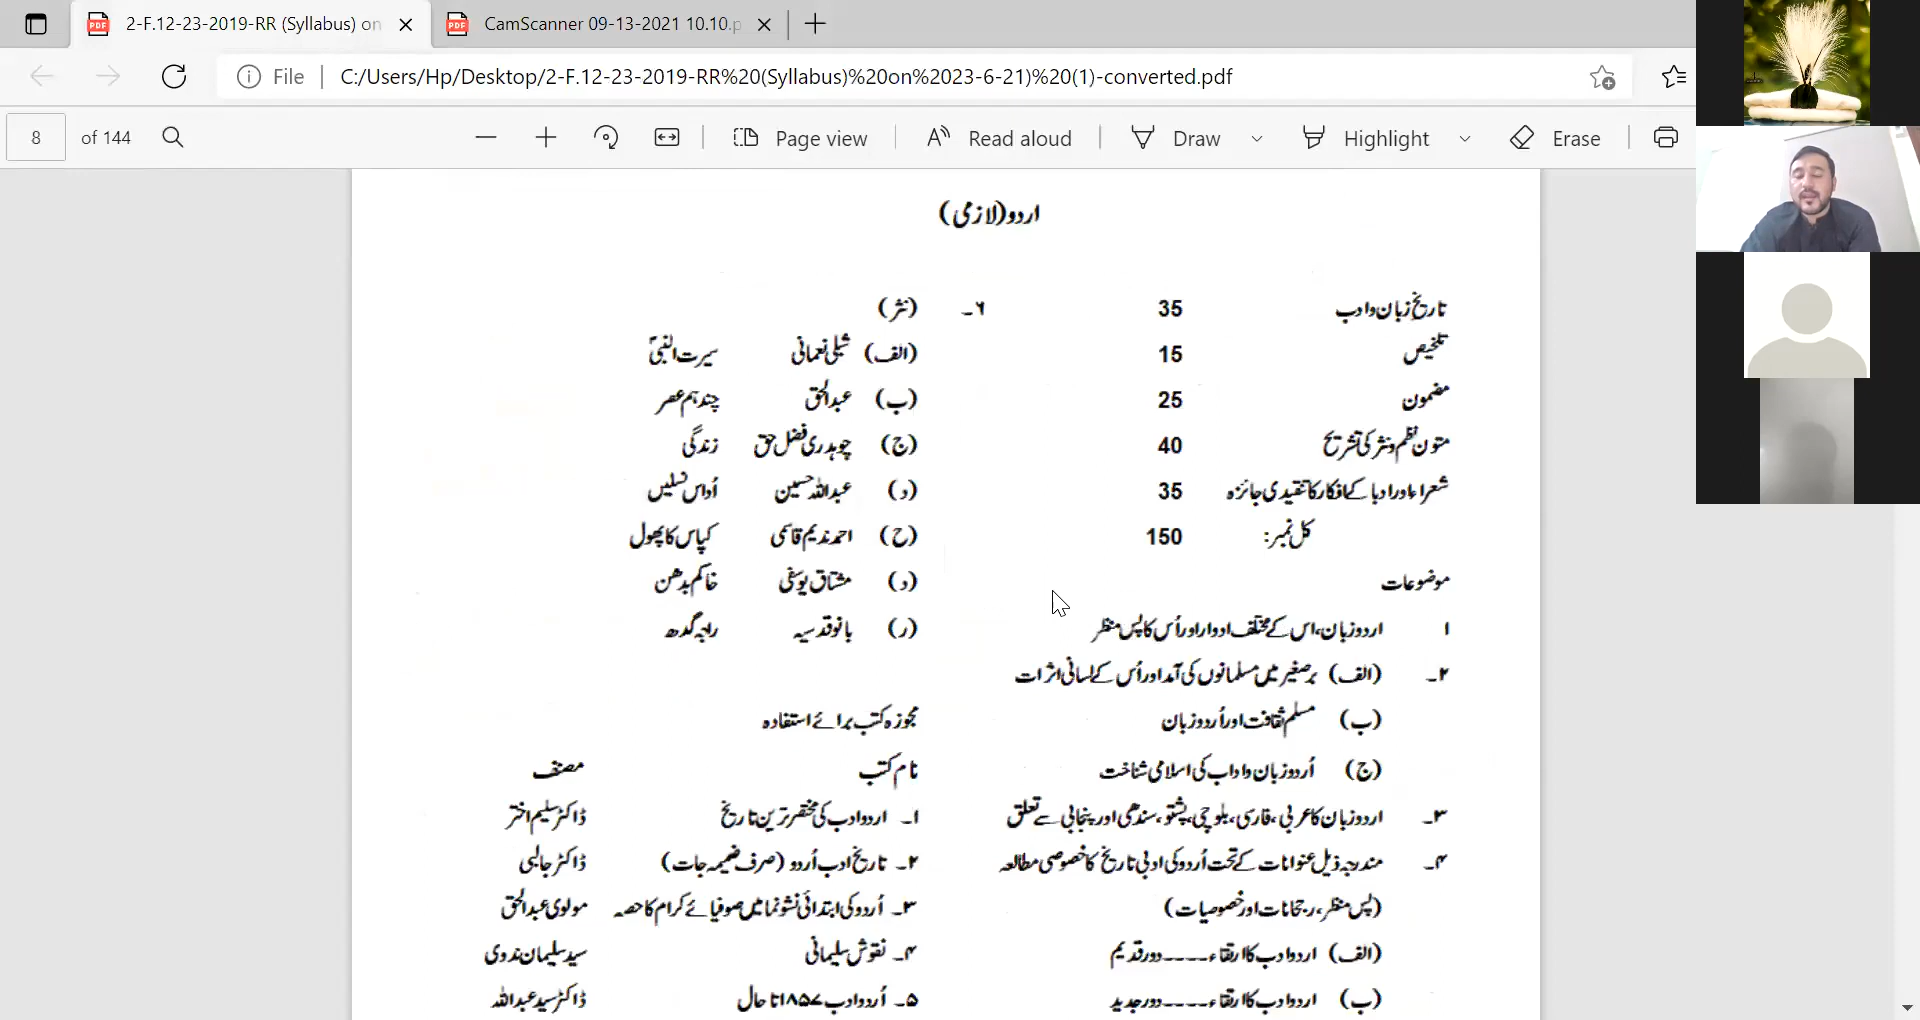 2-F.12-23-2019-RR (Syllabus) on
CamScanner 09-13-2021 10.10.p
File
C:/Users/Hp/Desktop/2-F.12-23-2019-RR%20(Syllabus)%20on%2023-6-21)%20(1)-converted.pdf
8 of 144
Page view
Read aloud
Draw
Highlight
Erase
اردو(لازمی)
تاریخ زبان و ادب 35
تلخیص 15
مضمون 25
متون نظم و نثر کی تشریح 40
شعراء اور ادبا کے افکار کا تنقیدی جائزہ 35
کل نمبر: 150
موضوعات
۱ اردو زبان، اس کے مختلف ادوار اور اُس کا پس منظر
۲۔ (الف) برصغیر میں مسلمانوں کی آمد اور اُس کے لسانی اثرات
(ب) مسلم ثقافت اور اُردو زبان
(ج) اُردو زبان و اداب کی اسلامی شناخت
۳۔ اردو زبان کا عربی، فارسی، بلوچی، پشتو، سندھی اور پنجابی سے تعلق
۴۔ مندرجہ ذیل عنوانات کے تحت اُردو کی ادبی تاریخ کا خصوصی مطالعہ
(پس منظر، رجحانات اور خصوصیات)
(الف) اردو ادب کا ارتقاء ۔۔۔۔ دور قدیم
(ب) اردو ادب کا ارتقاء ۔۔۔۔ دور جدید
۶۔ (نثر)
(الف) شبلی نعمانی سیرت النبیؐ
(ب) عبدالحق چند ہم عصر
(ج) چوہدری فضل حق زندگی
(د) عبداللہ حسین اُداس نسلیں
(ح) احمد ندیم قاسمی کپاس کا پھول
(د) مشتاق یوسفی خاکم بدھن
(ر) بانو قدسیہ راجہ گدھ
مجوزہ کتب برائے استفادہ
نام کتب مصنف
۱۔ اردو ادب کی مختصر ترین تاریخ ڈاکٹر سلیم اختر
۲۔ تاریخ ادب اُردو (صرف ضمیمہ جات) ڈاکٹر جالبی
۳۔ اُردو کی ابتدائی نشوونما میں صوفیائے کرام کا حصہ مولوی عبدالحق
۴۔ نقوش سلیمانی سید سلیمان ندوی
۵۔ اُردو ادب ۱۸۵۷ تا حال ڈاکٹر سید عبداللہ